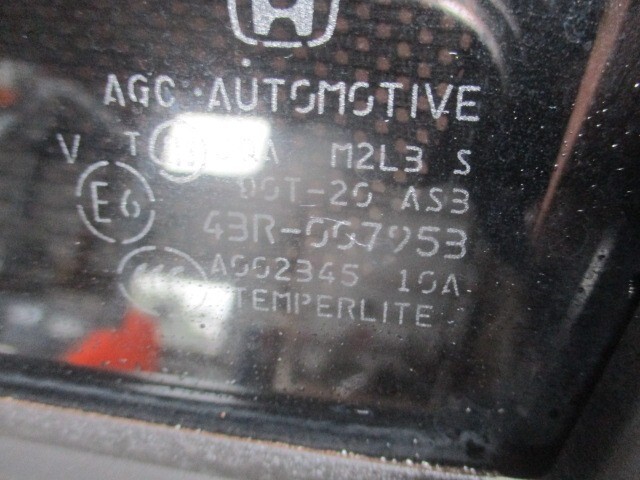 AGC AUTOMOTIVE
V T M2L3 S
DOT-20 AS3
E6 43R-007953
A002345 10A
TEMPERLITE